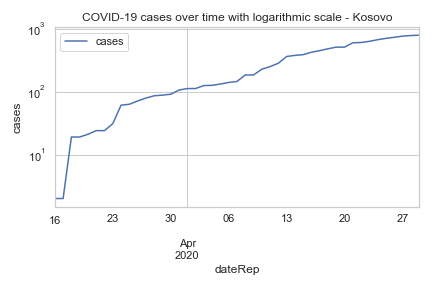 COVID-19 cases over time with logarithmic scale - Kosovo
cases
10³
10²
10¹
cases
16 23 30 06 13 20 27
Apr
2020
dateRep